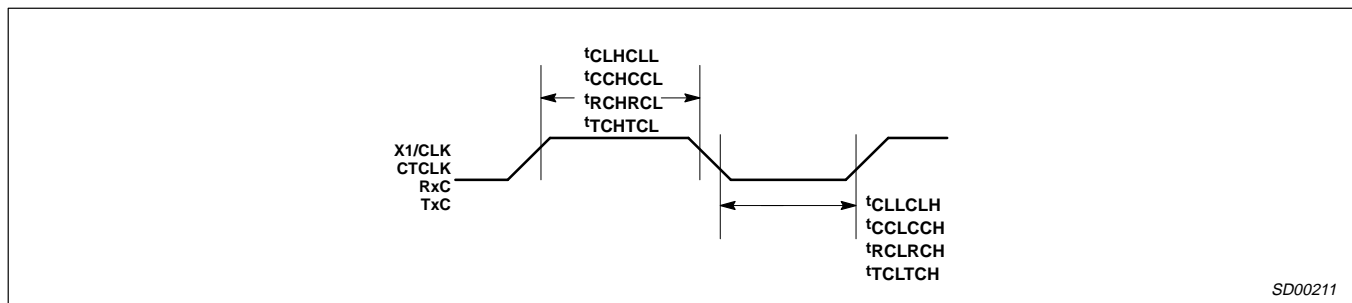 tCLHCLL
tCCHCCL
tRCHRCL
tTCHTCL
X1/CLK
CTCLK
RxC
TxC
tCLLCLH
tCCLCCH
tRCLRCH
tTCLTCH
SD00211